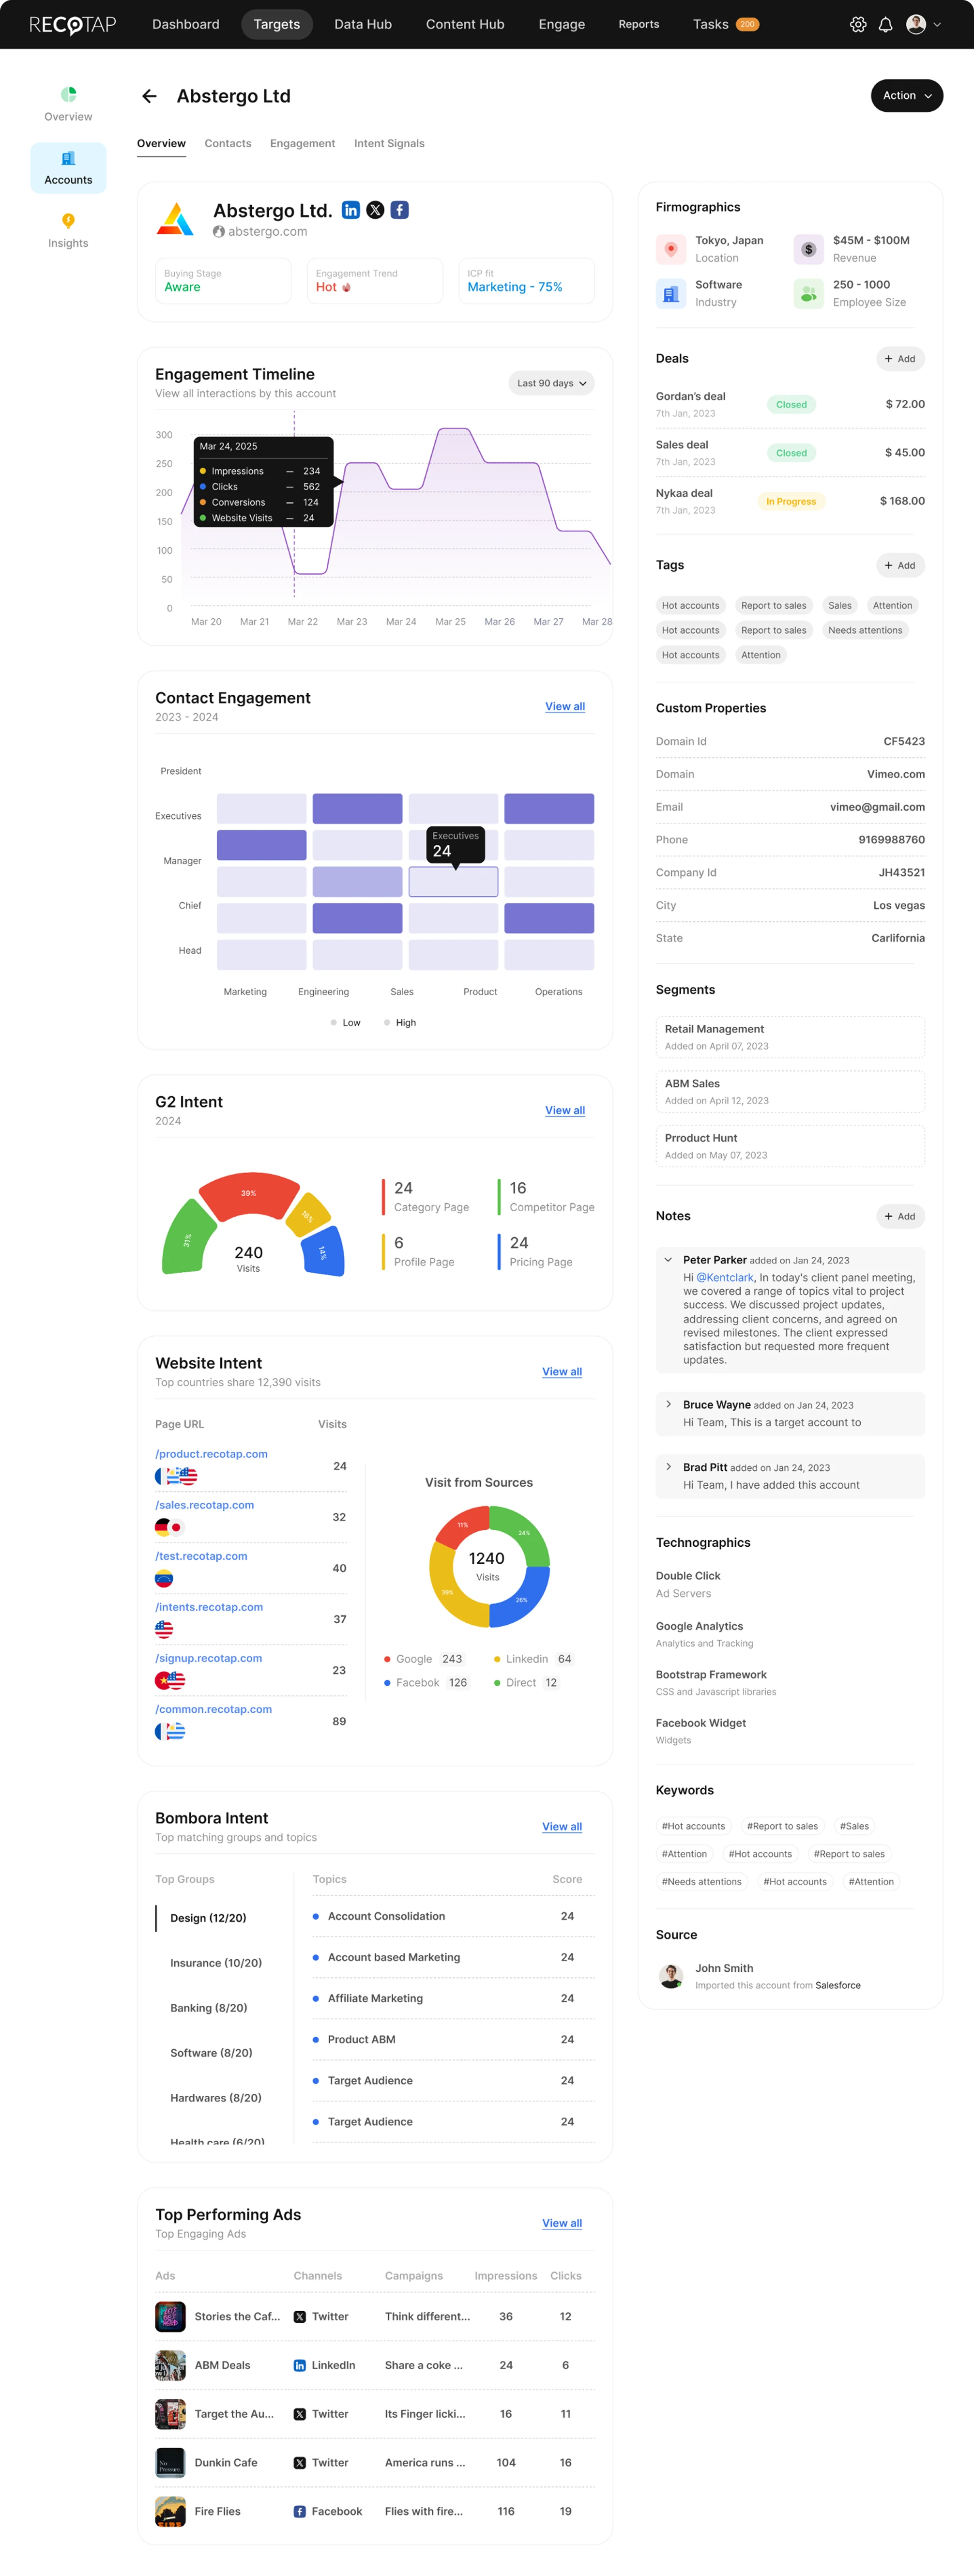 RECOTAP
Dashboard
Targets
Data Hub
Content Hub
Engage
Reports
Tasks 200
Overview
Accounts
Insights
Abstergo Ltd
Action
Overview
Contacts
Engagement
Intent Signals
Abstergo Ltd.
abstergo.com
Buying Stage
Aware
Engagement Trend
Hot
ICP fit
Marketing - 75%
Engagement Timeline
View all interactions by this account
Last 90 days
300
250
200
150
100
50
0
Mar 24, 2025
Impressions — 234
Clicks — 562
Conversions — 124
Website Visits — 24
Mar 20
Mar 21
Mar 22
Mar 23
Mar 24
Mar 25
Mar 26
Mar 27
Mar 28
Contact Engagement
2023 - 2024
View all
President
Executives
Manager
Chief
Head
Executives
24
Marketing
Engineering
Sales
Product
Operations
Low
High
G2 Intent
2024
View all
31%
39%
16%
14%
240
Visits
24
Category Page
16
Competitor Page
6
Profile Page
24
Pricing Page
Website Intent
Top countries share 12,390 visits
View all
Page URL
Visits
/product.recotap.com
24
/sales.recotap.com
32
/test.recotap.com
40
/intents.recotap.com
37
/signup.recotap.com
23
/common.recotap.com
89
Visit from Sources
11%
24%
39%
26%
1240
Visits
Google 243
Linkedin 64
Facebok 126
Direct 12
Bombora Intent
Top matching groups and topics
View all
Top Groups
Design (12/20)
Insurance (10/20)
Banking (8/20)
Software (8/20)
Hardwares (8/20)
Health care (6/20)
Topics
Score
Account Consolidation 24
Account based Marketing 24
Affiliate Marketing 24
Product ABM 24
Target Audience 24
Target Audience 24
Top Performing Ads
Top Engaging Ads
View all
Ads
Channels
Campaigns
Impressions
Clicks
Stories the Caf... Twitter Think different... 36 12
ABM Deals LinkedIn Share a coke ... 24 6
Target the Au... Twitter Its Finger licki... 16 11
Dunkin Cafe Twitter America runs ... 104 16
No
Pressure.
Fire Flies Facebook Flies with fire... 116 19
Firmographics
Tokyo, Japan
Location
$45M - $100M
Revenue
Software
Industry
250 - 1000
Employee Size
Deals
+ Add
Gordan's deal
7th Jan, 2023
Closed
$ 72.00
Sales deal
7th Jan, 2023
Closed
$ 45.00
Nykaa deal
7th Jan, 2023
In Progress
$ 168.00
Tags
+ Add
Hot accounts
Report to sales
Sales
Attention
Hot accounts
Report to sales
Needs attentions
Hot accounts
Attention
Custom Properties
Domain Id CF5423
Domain Vimeo.com
Email vimeo@gmail.com
Phone 9169988760
Company Id JH43521
City Los vegas
State Carlifornia
Segments
Retail Management
Added on April 07, 2023
ABM Sales
Added on April 12, 2023
Prroduct Hunt
Added on May 07, 2023
Notes
+ Add
Peter Parker added on Jan 24, 2023
Hi @Kentclark, In today's client panel meeting,
we covered a range of topics vital to project
success. We discussed project updates,
addressing client concerns, and agreed on
revised milestones. The client expressed
satisfaction but requested more frequent
updates.
Bruce Wayne added on Jan 24, 2023
Hi Team, This is a target account to
Brad Pitt added on Jan 24, 2023
Hi Team, I have added this account
Technographics
Double Click
Ad Servers
Google Analytics
Analytics and Tracking
Bootstrap Framework
CSS and Javascript libraries
Facebook Widget
Widgets
Keywords
#Hot accounts
#Report to sales
#Sales
#Attention
#Hot accounts
#Report to sales
#Needs attentions
#Hot accounts
#Attention
Source
John Smith
Imported this account from Salesforce